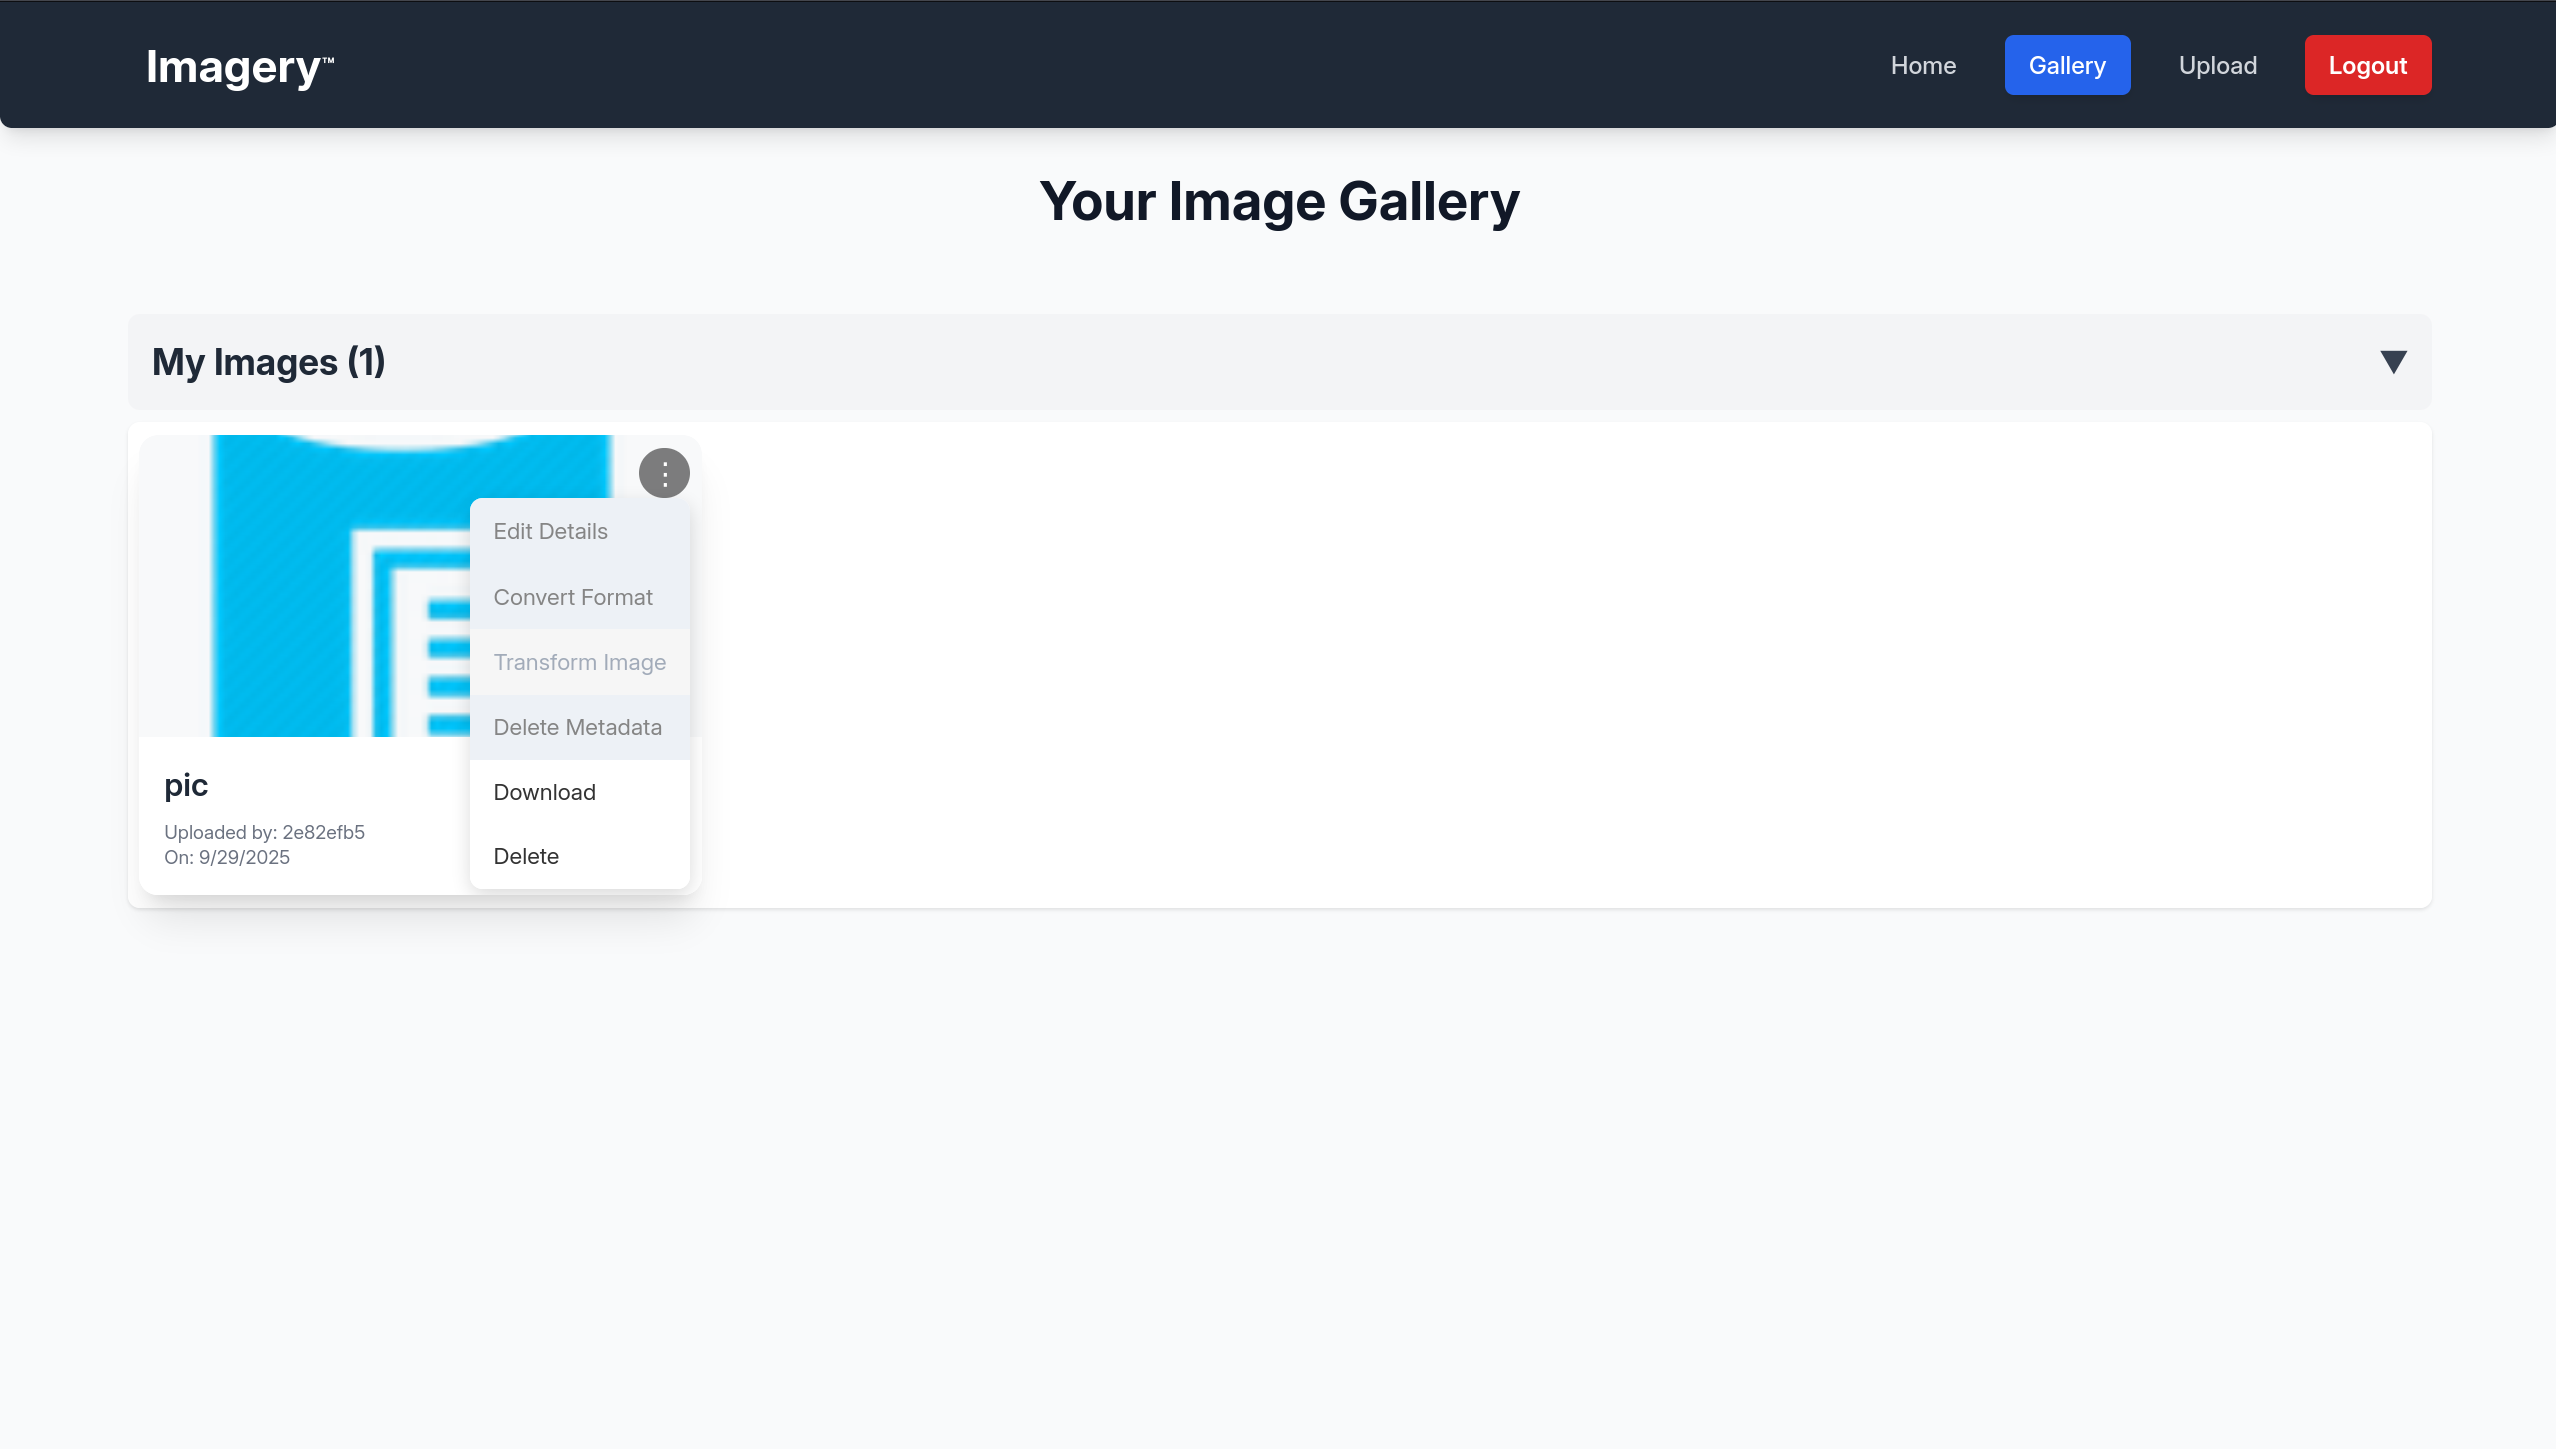 Imagery™
Home
Gallery
Upload
Logout
Your Image Gallery
My Images (1)
▼
⋮
Edit Details
Convert Format
Transform Image
Delete Metadata
Download
Delete
pic
Uploaded by: 2e82efb5
On: 9/29/2025